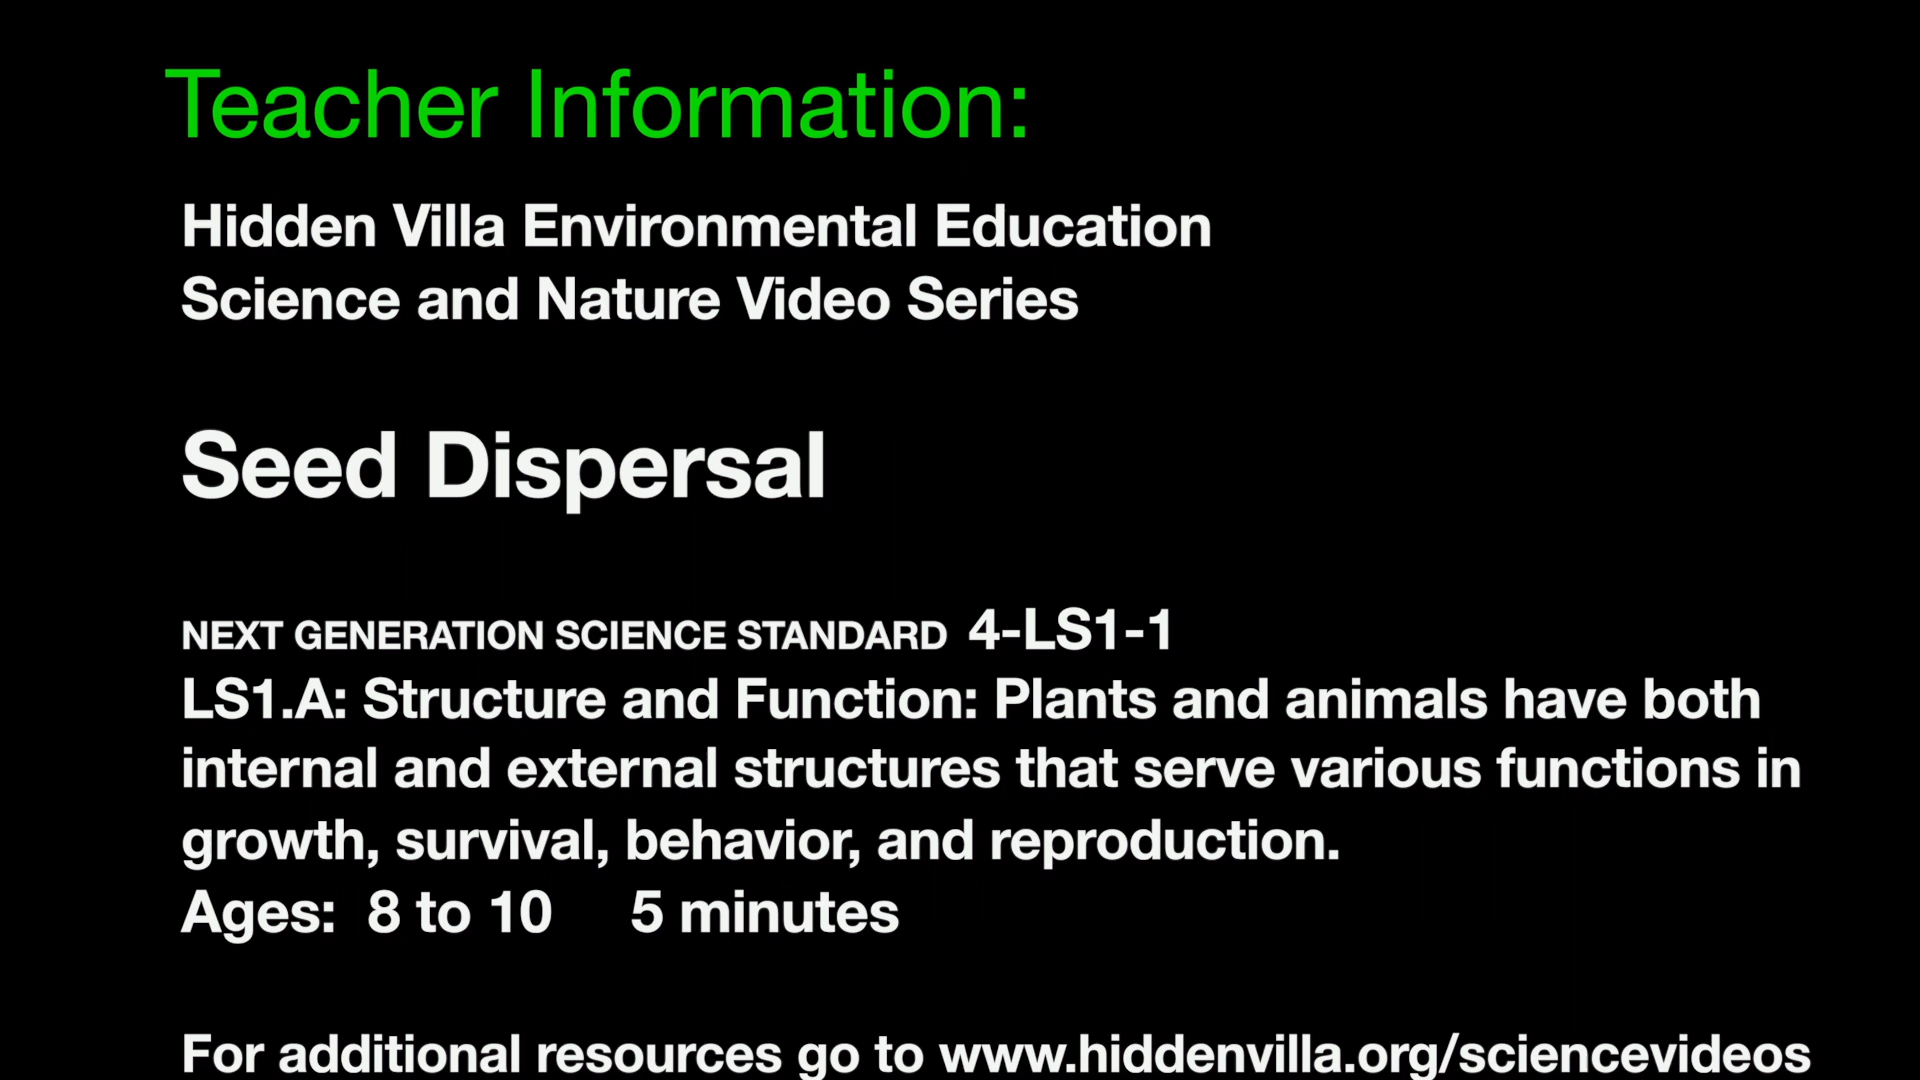 Teacher Information:
Hidden Villa Environmental Education
Science and Nature Video Series
Seed Dispersal
NEXT GENERATION SCIENCE STANDARD 4-LS1-1
LS1.A: Structure and Function: Plants and animals have both
internal and external structures that serve various functions in
growth, survival, behavior, and reproduction.
Ages: 8 to 10 5 minutes
For additional resources go to www.hiddenvilla.org/sciencevideos